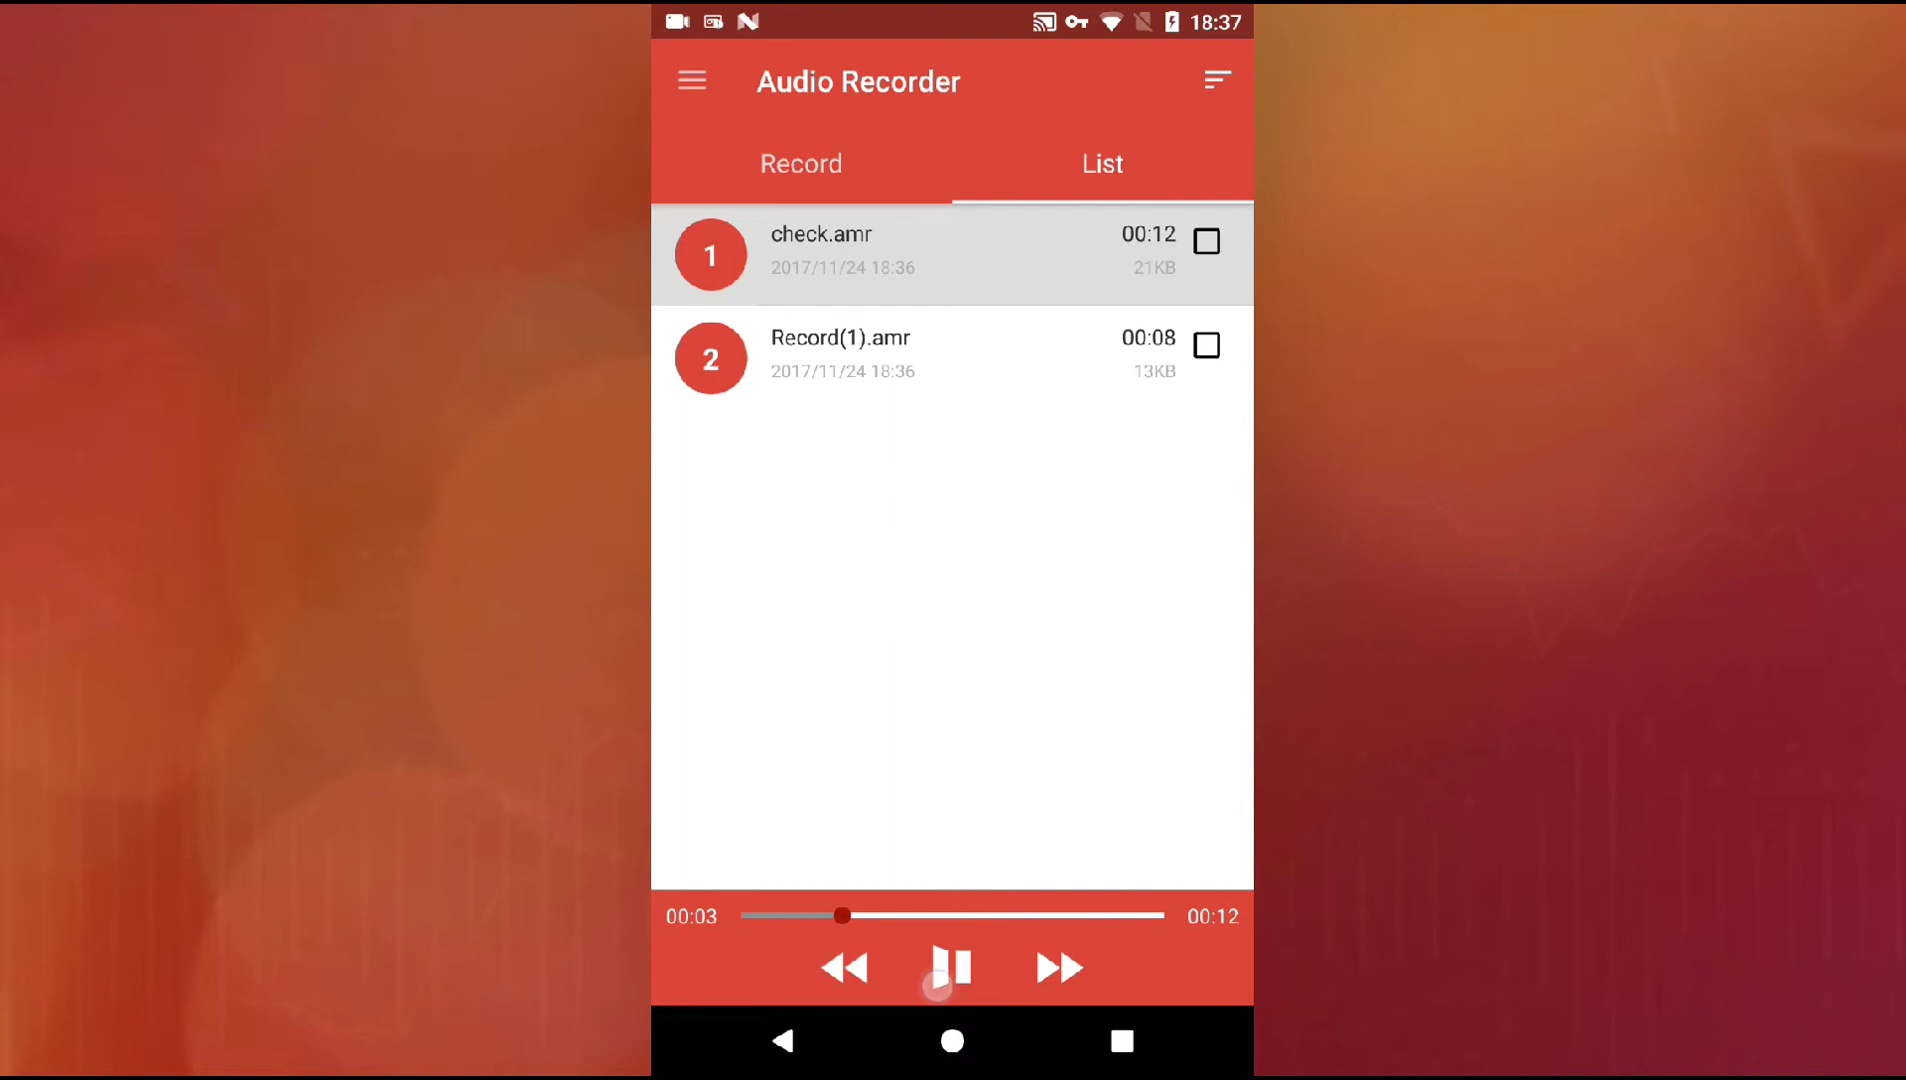 18:37
Audio Recorder
Record List
1 check.amr 00:12
2017/11/24 18:36 21KB
2 Record(1).amr 00:08
2017/11/24 18:36 13KB
00:03 00:12